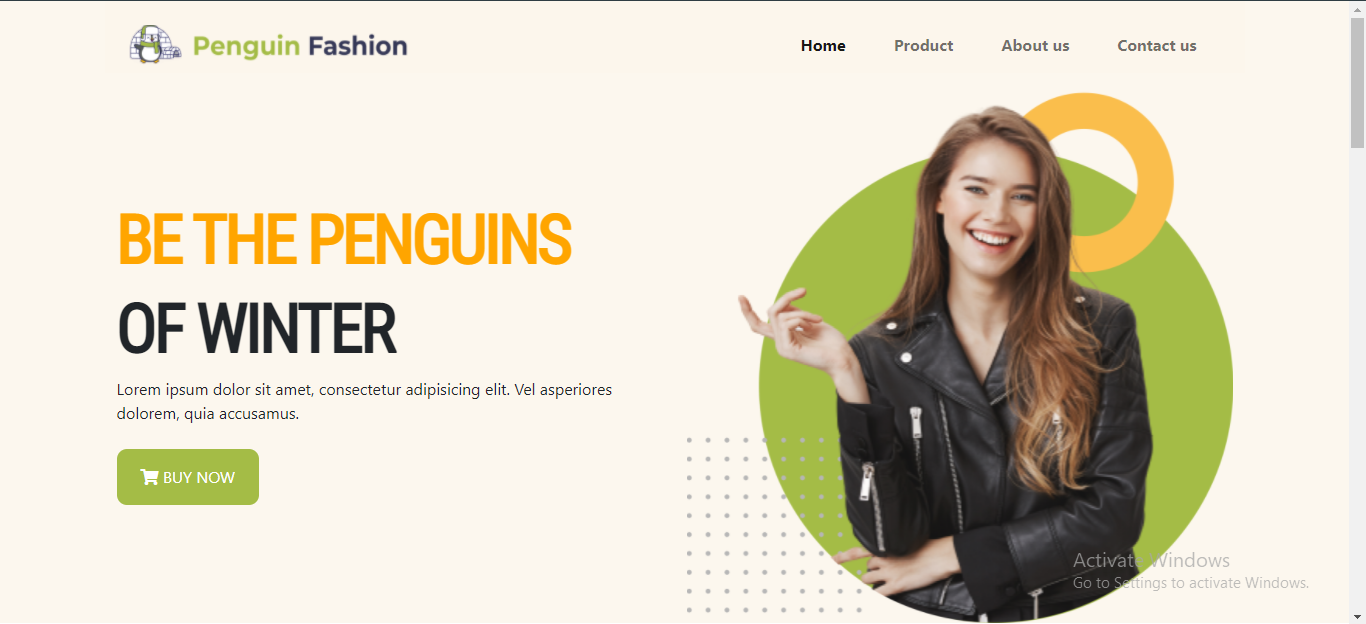 Penguin Fashion
Home
Product
About us
Contact us
BE THE PENGUINS
OF WINTER
Lorem ipsum dolor sit amet, consectetur adipisicing elit. Vel asperiores
dolorem, quia accusamus.
BUY NOW
Activate Windows
Go to Settings to activate Windows.